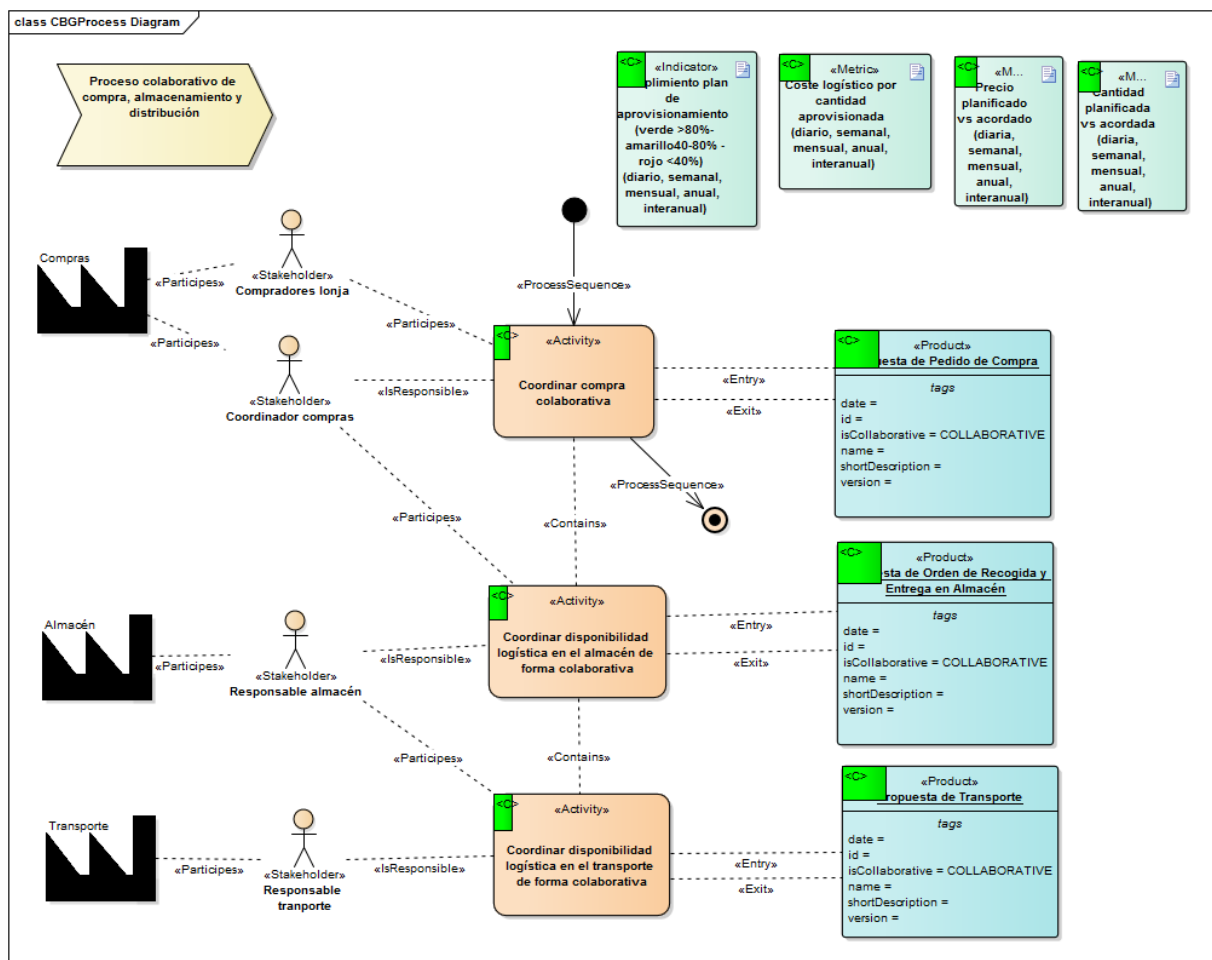 class CBGProcess Diagram
Proceso colaborativo de
compra, almacenamiento y
distribución
<C>
«Indicator»
plimiento plan
de
aprovisionamiento
(verde >80%-
amarillo40-80% -
rojo <40%)
(diario, semanal,
mensual, anual,
interanual)
<C>
«Metric»
Coste logístico por
cantidad
aprovisionada
(diario, semanal,
mensual, anual,
interanual)
<C>
«M...
Precio
planificado
vs acordado
(diaria,
semanal,
mensual,
anual,
interanual)
<C>
«M...
Cantidad
planificada
vs acordada
(diaria,
semanal,
mensual,
anual,
interanual)
«ProcessSequence»
Compras
«Participes»
«Participes»
«Stakeholder»
Compradores lonja
«Participes»
«Stakeholder»
Coordinador compras
«IsResponsible»
«Participes»
<C>
«Activity»
Coordinar compra
colaborativa
«Entry»
«Exit»
<C>
«Product»
uesta de Pedido de Compra
tags
date =
id =
isCollaborative = COLLABORATIVE
name =
shortDescription =
version =
«ProcessSequence»
«Contains»
Almacén
«Participes»
«Stakeholder»
Responsable almacén
«IsResponsible»
«Participes»
<C>
«Activity»
Coordinar disponibilidad
logística en el almacén de
forma colaborativa
«Entry»
«Exit»
<C>
«Product»
esta de Orden de Recogida y
Entrega en Almacén
tags
date =
id =
isCollaborative = COLLABORATIVE
name =
shortDescription =
version =
«Contains»
Transporte
«Participes»
«Stakeholder»
Responsable
tranporte
«IsResponsible»
<C>
«Activity»
Coordinar disponibilidad
logística en el transporte
de forma colaborativa
«Entry»
«Exit»
<C>
«Product»
ropuesta de Transporte
tags
date =
id =
isCollaborative = COLLABORATIVE
name =
shortDescription =
version =